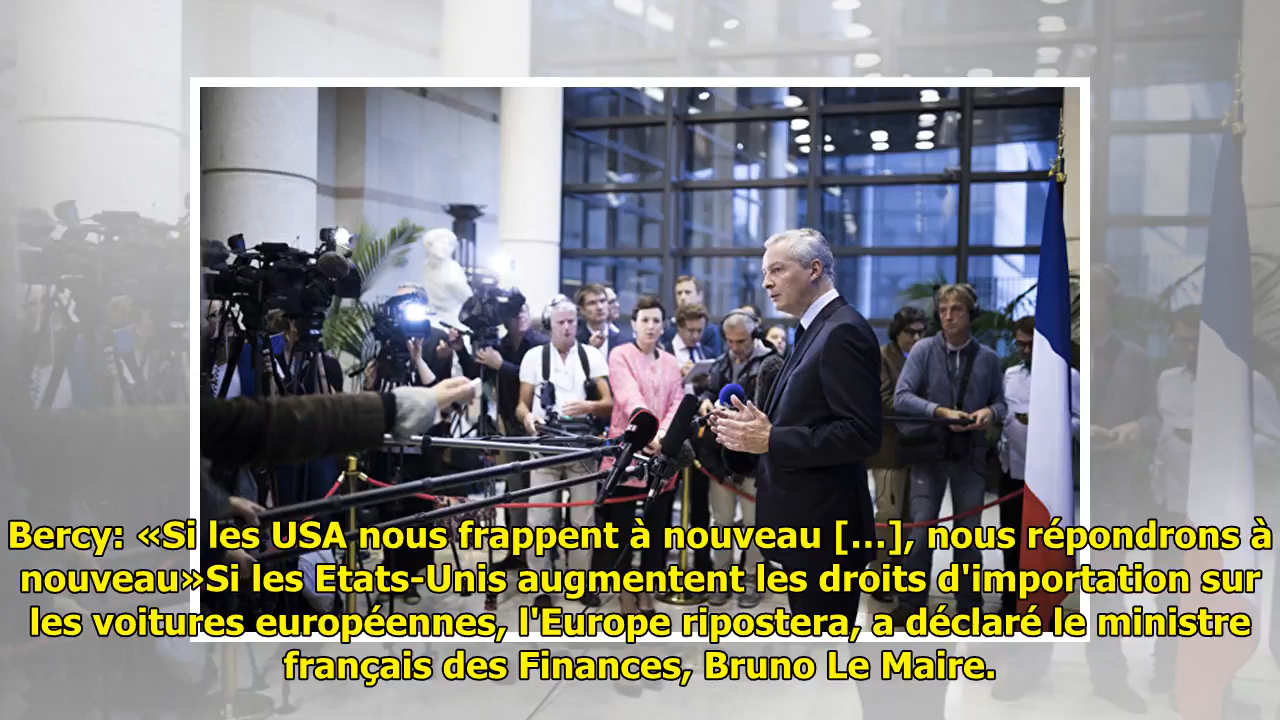 Bercy: «Si les USA nous frappent à nouveau [...], nous répondrons à
nouveau»Si les Etats-Unis augmentent les droits d'importation sur
les voitures européennes, l'Europe ripostera, a déclaré le ministre
français des Finances, Bruno Le Maire.